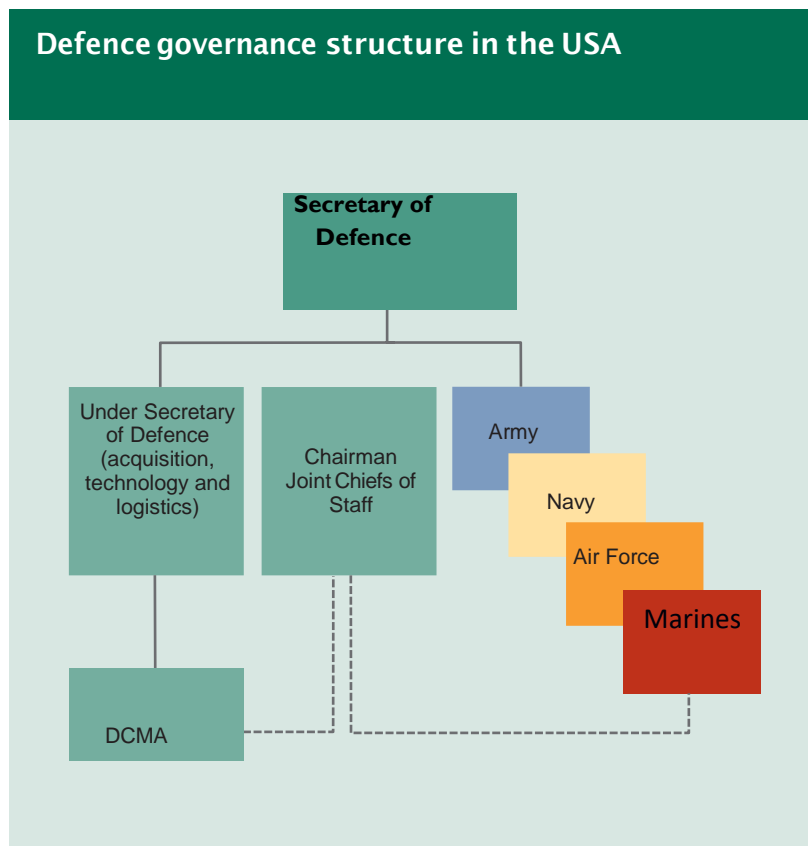 Defence governance structure in the USA
Secretary of
Defence
Under Secretary
of Defence
(acquisition,
technology and
logistics)
Chairman
Joint Chiefs of
Staff
Army
Navy
Air Force
Marines
DCMA